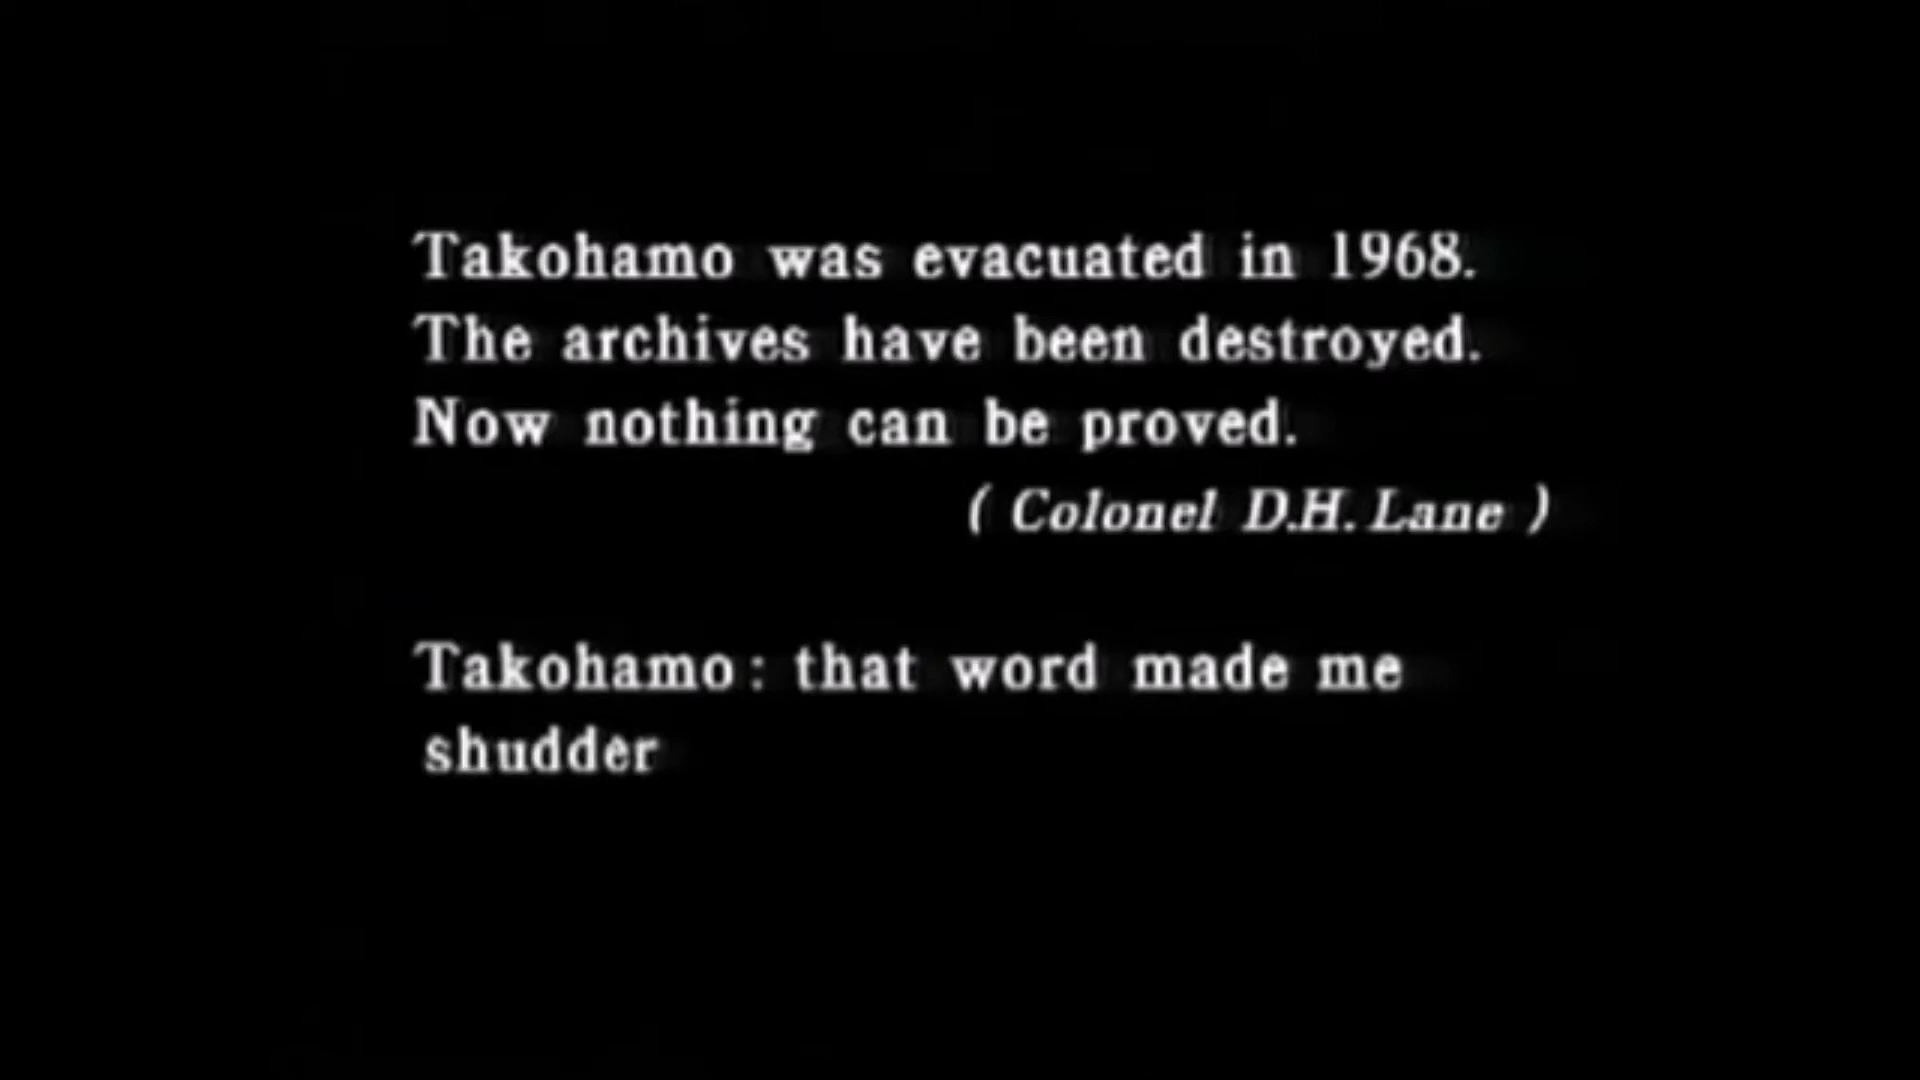 Takohamo was evacuated in 1968.
The archives have been destroyed.
Now nothing can be proved.
( Colonel D.H. Lane )
Takohamo : that word made me
shudder